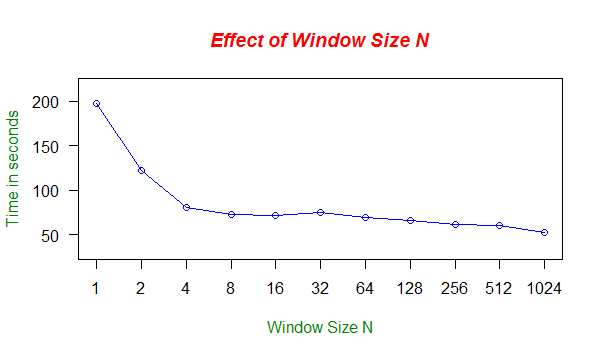 Effect of Window Size N
Time in seconds
200
150
100
50
1 2 4 8 16 32 64 128 256 512 1024
Window Size N